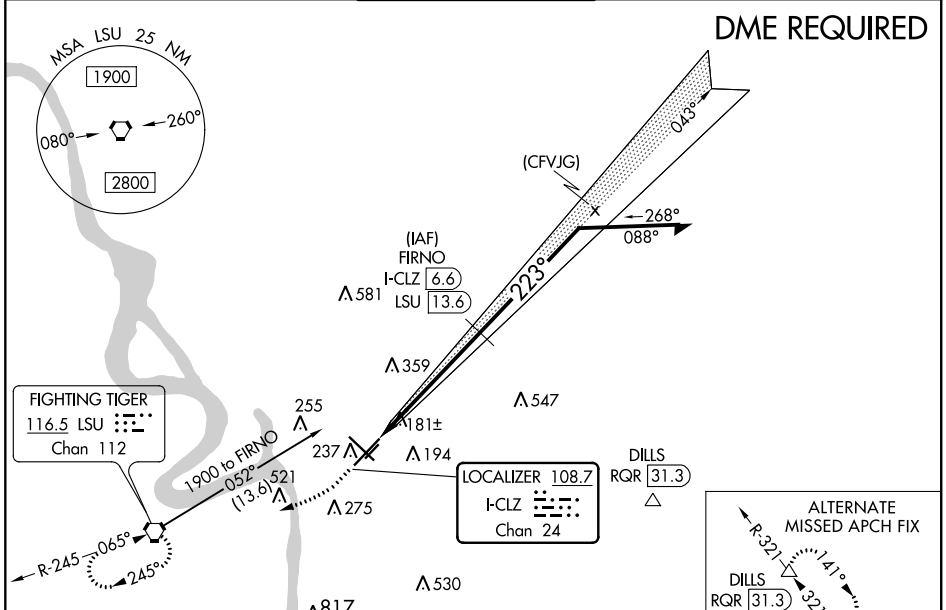 DME REQUIRED
MSA LSU 25 NM
1900
080°
260°
2800
043°
(CFVJG)
268°
088°
223°
(IAF)
FIRNO
I-CLZ 6.6
LSU 13.6
581
359
547
181±
194
255
237
521
275
530
817
FIGHTING TIGER
116.5 LSU
Chan 112
1900 to FIRNO
052°
(13.6)
R-245
065°
245°
LOCALIZER 108.7
I-CLZ
Chan 24
DILLS
RQR 31.3
ALTERNATE
MISSED APCH FIX
R-321
141°
DILLS
RQR 31.3